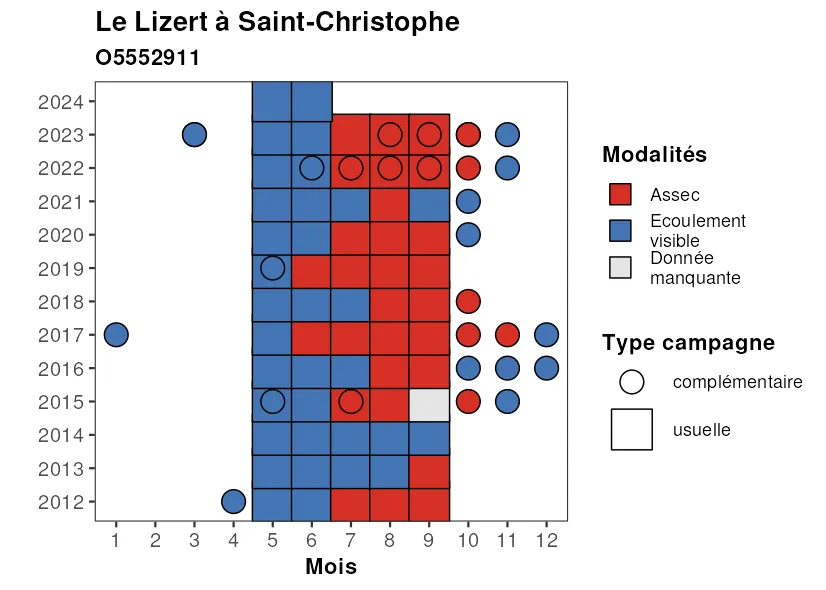 Le Lizert à Saint-Christophe
O5552911
2024
2023
2022
2021
2020
2019
2018
2017
2016
2015
2014
2013
2012
1 2 3 4 5 6 7 8 9 10 11 12
Mois
Modalités
Assec
Ecoulement
visible
Donnée
manquante
Type campagne
complémentaire
usuelle